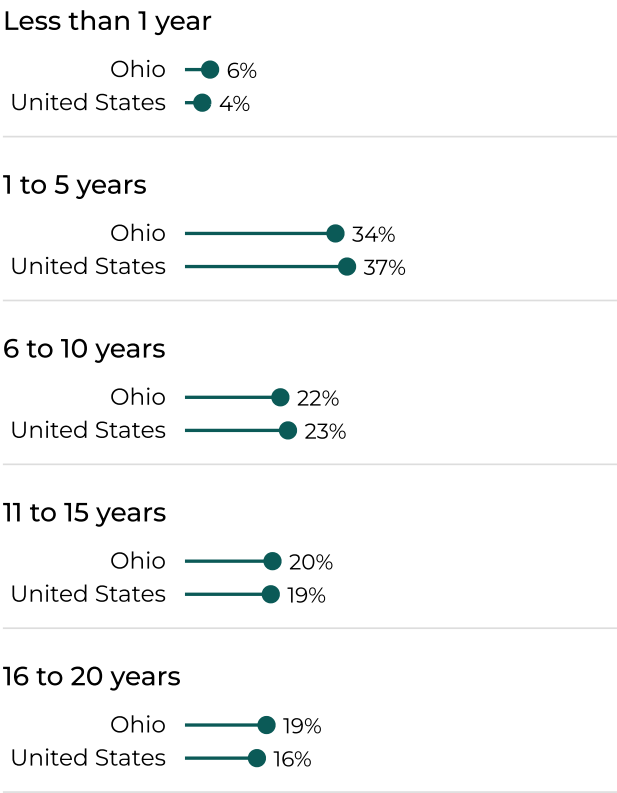 Less than 1 year
Ohio 6%
United States 4%
1 to 5 years
Ohio 34%
United States 37%
6 to 10 years
Ohio 22%
United States 23%
11 to 15 years
Ohio 20%
United States 19%
16 to 20 years
Ohio 19%
United States 16%